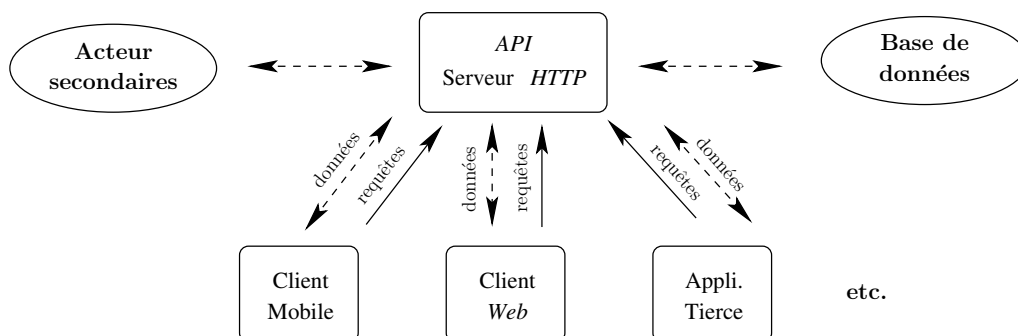 Acteur
secondaires
API
Serveur HTTP
Base de
données
données
requêtes
données
requêtes
requêtes
données
Client
Mobile
Client
Web
Appli.
Tierce
etc.